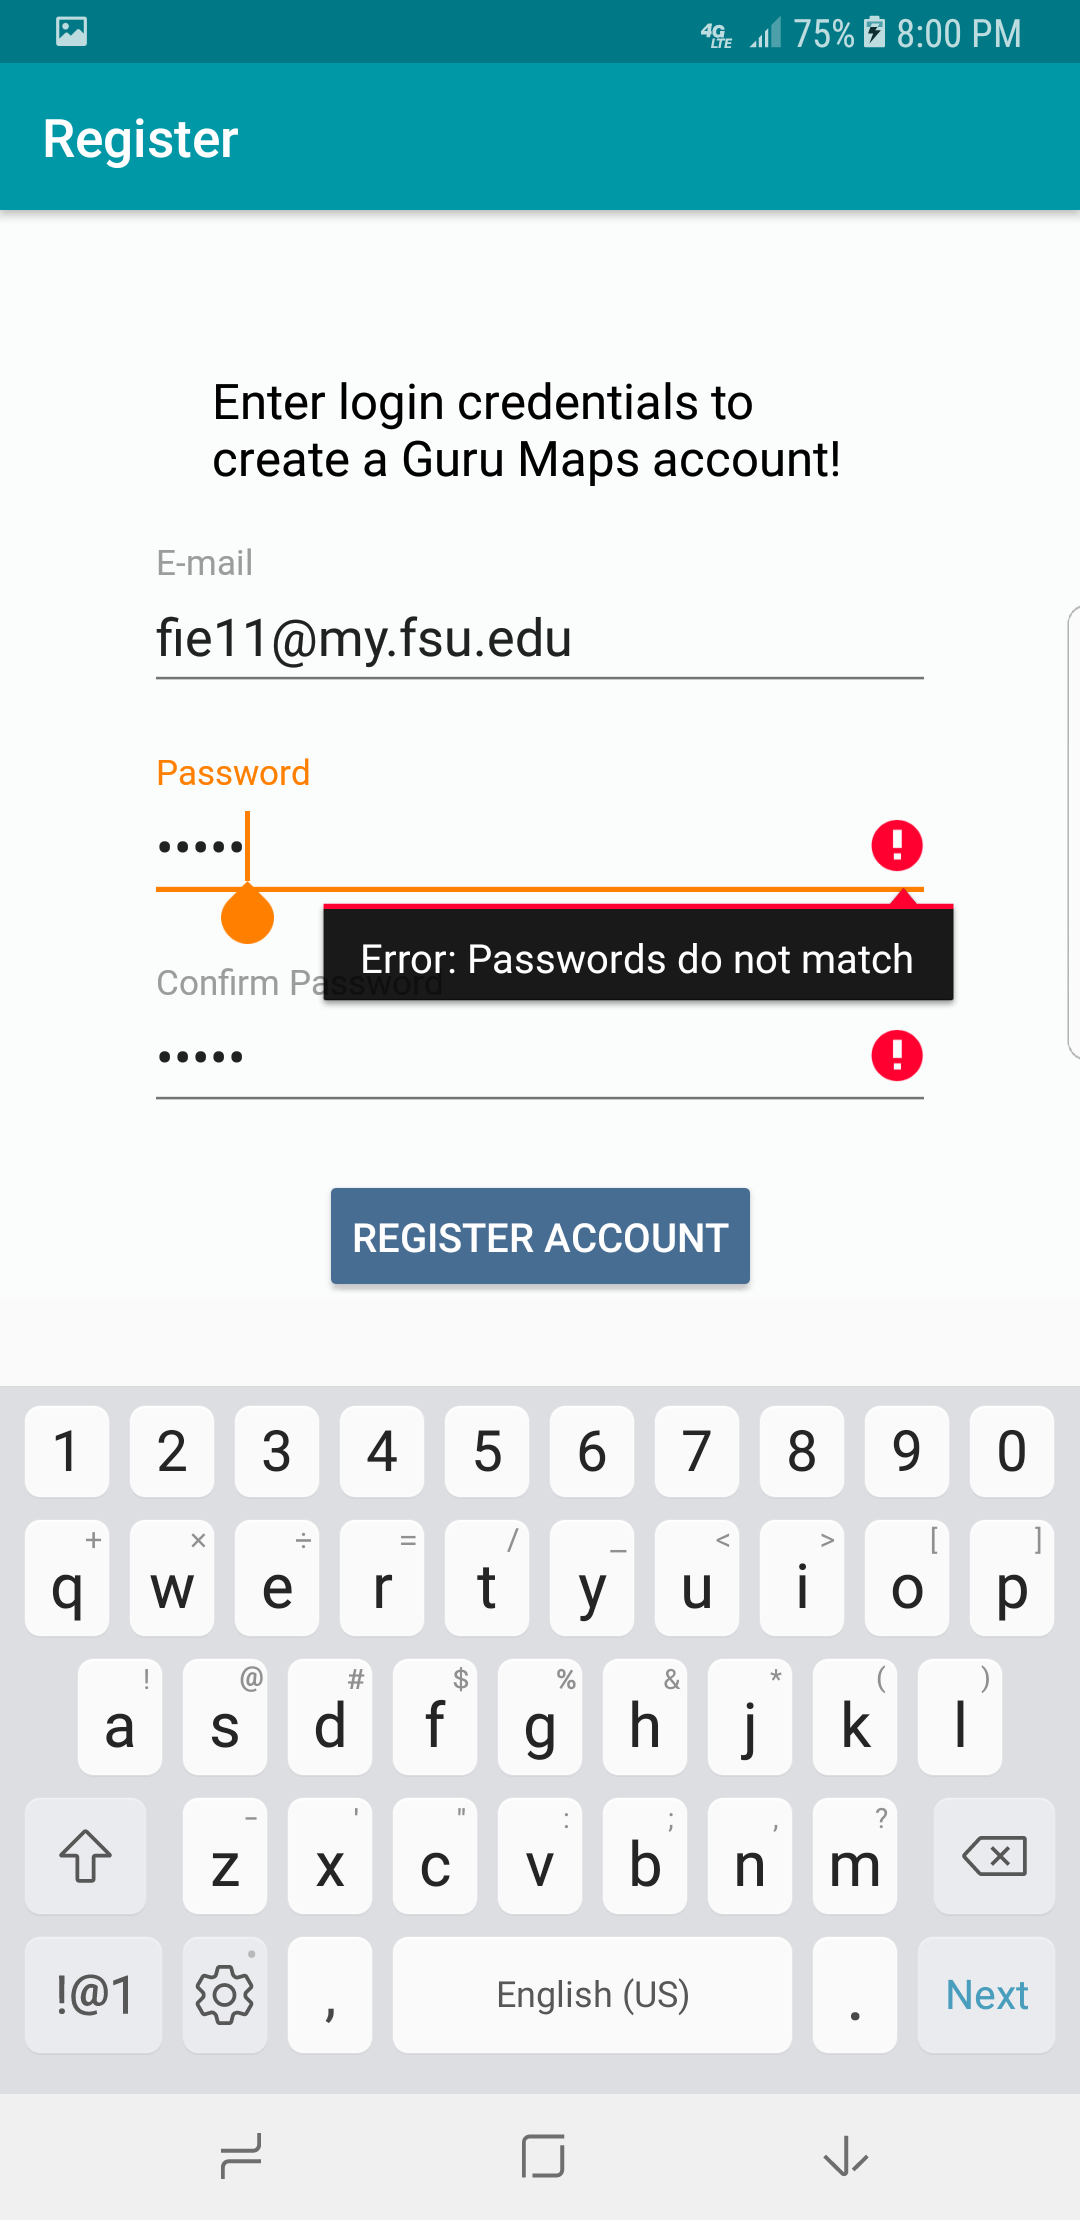 4G LTE 75% 8:00 PM
Register
Enter login credentials to
create a Guru Maps account!
E-mail
fie11@my.fsu.edu
Password
•••••
Error: Passwords do not match
Confirm Password
•••••
REGISTER ACCOUNT
1 2 3 4 5 6 7 8 9 0
+ × ÷ = / _ < > [ ]
q w e r t y u i o p
! @ # $ % & * ( )
a s d f g h j k l
- ' " : ; , ?
z x c v b n m
!@1 , English (US) . Next